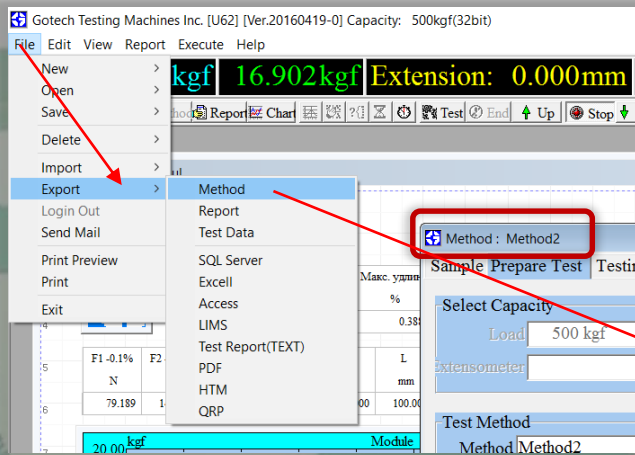 Gotech Testing Machines Inc. [U62] [Ver.20160419-0] Capacity: 500kgf(32bit)
File Edit View Report Execute Help
kgf 16.902kgf Extension: 0.000mm
Report Chart Test End Up Stop
New
Open
Save
Delete
Import
Export
Login Out
Send Mail
Print Preview
Print
Exit
Method
Report
Test Data
SQL Server
Excell
Access
LIMS
Test Report(TEXT)
PDF
HTM
QRP
Method : Method2
Sample Prepare Test
Select Capacity
Load 500 kgf
Extensometer
Test Method
Method Method2
Макс.
%
4
5
6
F1 -0.1% F2 L
N mm
79.189 100.00
20.00 kgf Module